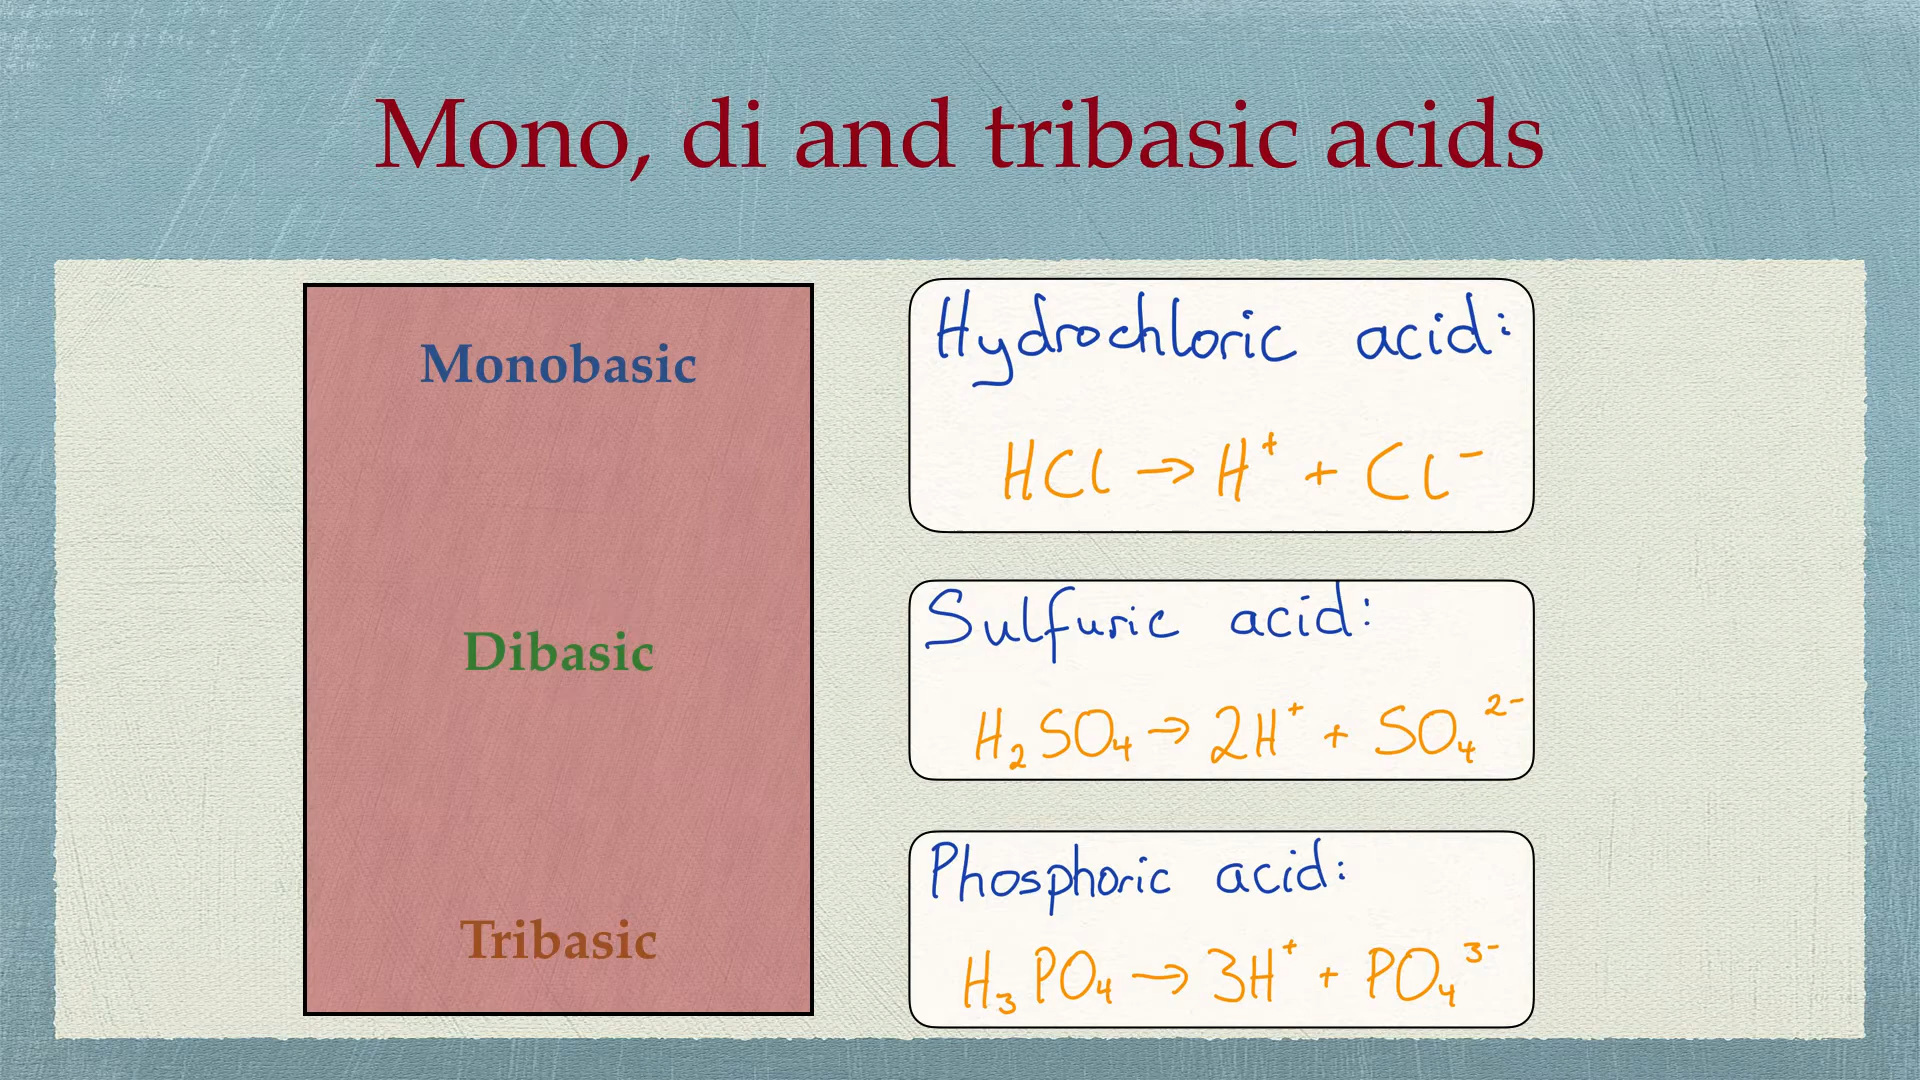 Mono, di and tribasic acids
Monobasic
Hydrochloric acid:
HCl → H⁺ + Cl⁻
Dibasic
Sulfuric acid:
H₂SO₄ → 2H⁺ + SO₄²⁻
Tribasic
Phosphoric acid:
H₃PO₄ → 3H⁺ + PO₄³⁻